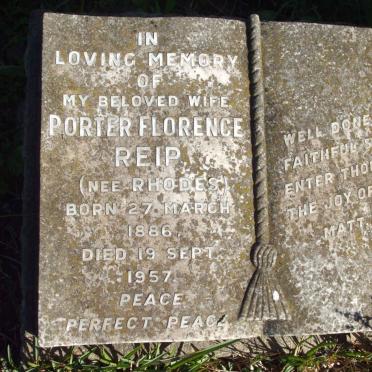 IN
LOVING MEMORY
OF
MY BELOVED WIFE
PORTER FLORENCE
REIP
(NEE RHODES)
BORN 27 MARCH
1886
DIED 19 SEPT.
1957
PEACE
PERFECT PEACE
WELL DONE
FAITHFUL
ENTER THOU
THE JOY OF
MATT